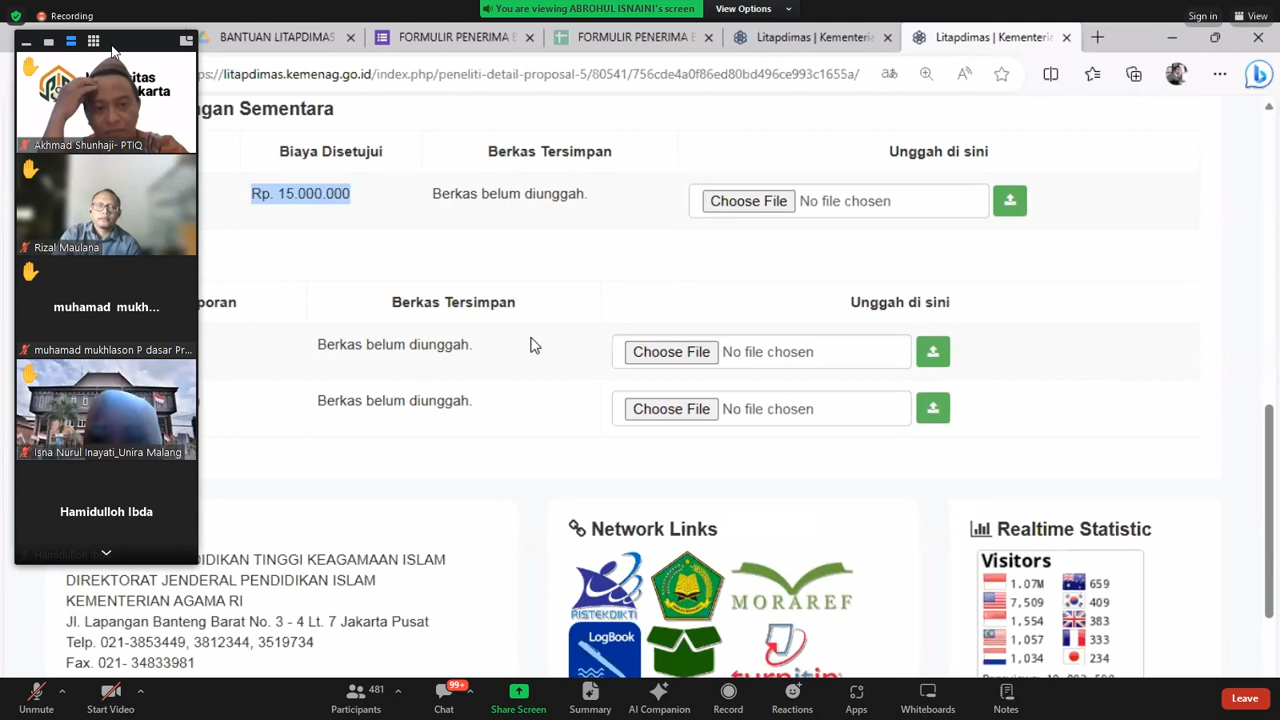 Recording
You are viewing ABROHUL ISNAINI's screen
View Options
Sign in
View
BANTUAN LITAPDIMAS
FORMULIR PENERIMA E
FORMULIR PENERIMA E
Litapdimas | Kementeri
Litapdimas | Kementeri
ps://litapdimas.kemenag.go.id/index.php/peneliti-detail-proposal-5/80541/756cde4a0f86ed80bd496ce993c1655a/
ngan Sementara
Biaya Disetujui
Berkas Tersimpan
Unggah di sini
Rp. 15.000.000
Berkas belum diunggah.
Choose File No file chosen
poran
Berkas Tersimpan
Unggah di sini
Berkas belum diunggah.
Choose File No file chosen
Berkas belum diunggah.
Choose File No file chosen
Akhmad Shunhaji- PTIQ
Rizal Maulana
muhamad mukh...
muhamad mukhlason P dasar Pr...
Isna Nurul Inayati_Unira Malang
Hamidulloh Ibda
DIDIKAN TINGGI KEAGAMAAN ISLAM
DIREKTORAT JENDERAL PENDIDIKAN ISLAM
KEMENTERIAN AGAMA RI
Jl. Lapangan Banteng Barat No. 3 - 4 Lt. 7 Jakarta Pusat
Telp. 021-3853449, 3812344, 3519734
Fax. 021- 34833981
Network Links
RISTEKDIKTI
MORAREF
LogBook
turnitin
Realtime Statistic
Visitors
1.07M 659
7,509 409
1,554 383
1,057 333
1,034 234
Unmute
Start Video
481
Participants
99+
Chat
Share Screen
Summary
AI Companion
Record
Reactions
Apps
Whiteboards
Notes
Leave